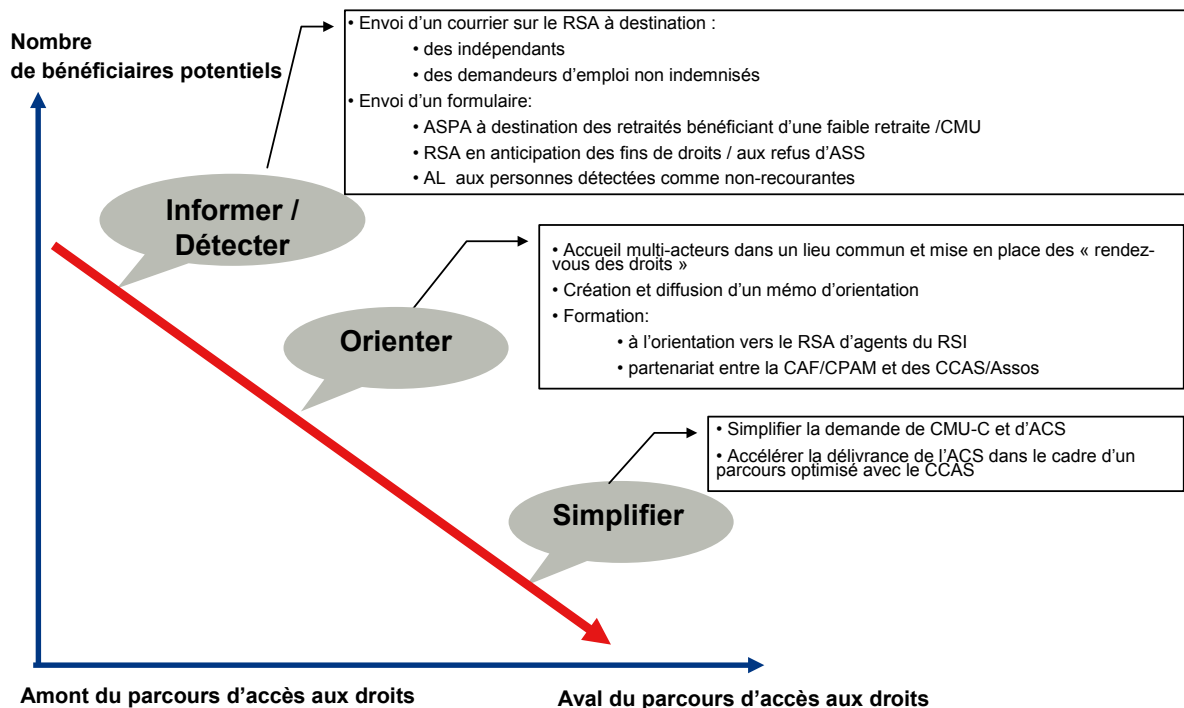 Nombre
de bénéficiaires potentiels
• Envoi d'un courrier sur le RSA à destination :
• des indépendants
• des demandeurs d'emploi non indemnisés
• Envoi d'un formulaire:
• ASPA à destination des retraités bénéficiant d'une faible retraite /CMU
• RSA en anticipation des fins de droits / aux refus d'ASS
• AL aux personnes détectées comme non-recourantes
Informer /
Détecter
• Accueil multi-acteurs dans un lieu commun et mise en place des « rendez-
vous des droits »
• Création et diffusion d'un mémo d'orientation
• Formation:
• à l'orientation vers le RSA d'agents du RSI
• partenariat entre la CAF/CPAM et des CCAS/Assos
Orienter
• Simplifier la demande de CMU-C et d'ACS
• Accélérer la délivrance de l'ACS dans le cadre d'un
parcours optimisé avec le CCAS
Simplifier
Amont du parcours d'accès aux droits
Aval du parcours d'accès aux droits